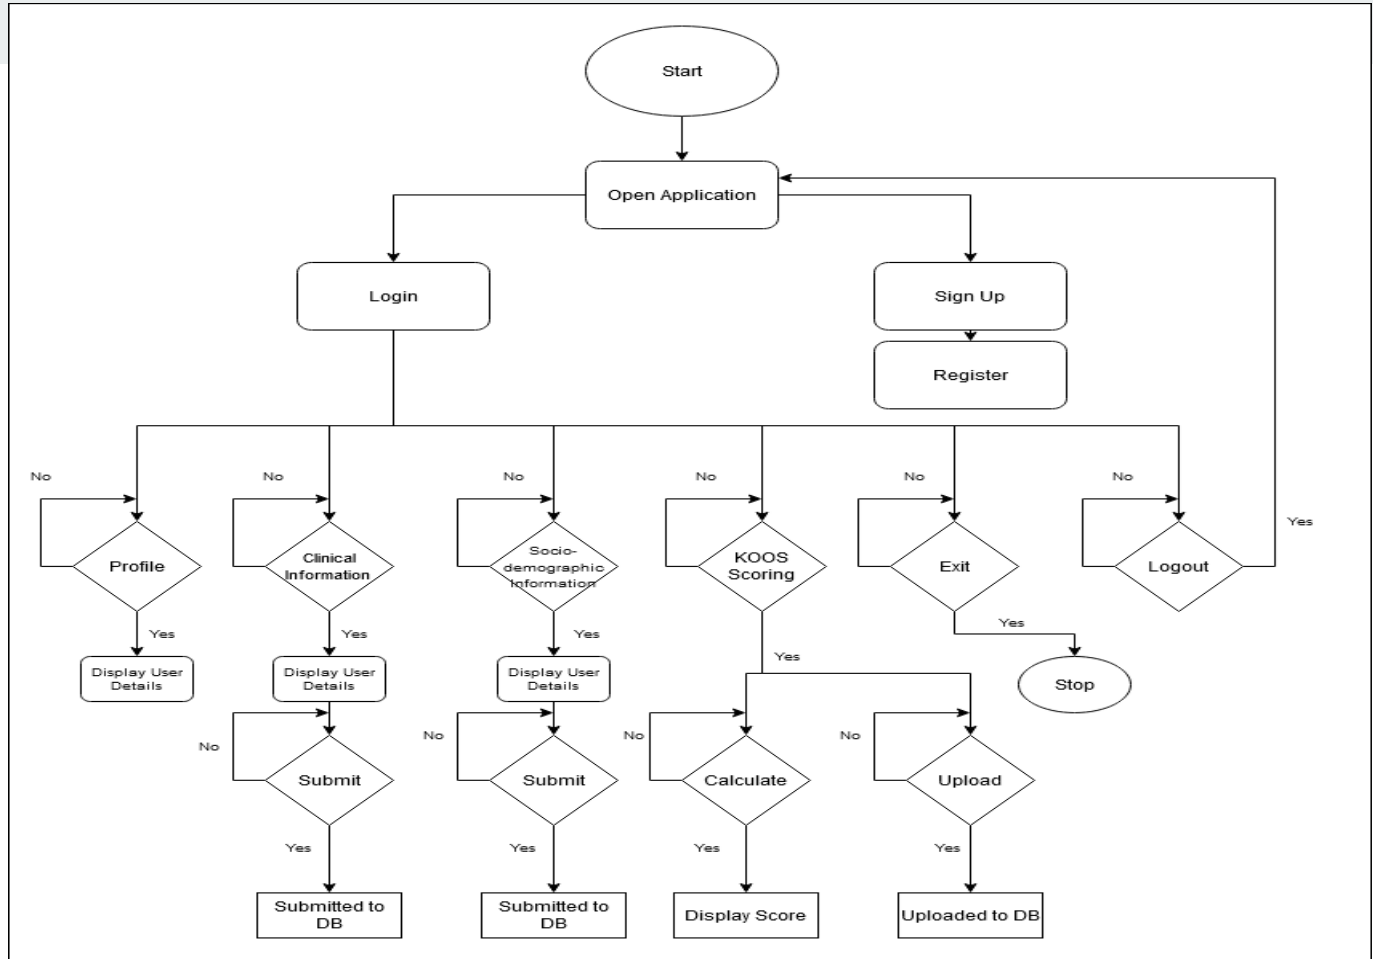 Start
Open Application
Login
Sign Up
Register
No
No
No
No
No
No
Yes
Profile
Clinical
Information
Socio-
demographic
Information
KOOS
Scoring
Exit
Logout
Yes
Yes
Yes
Yes
Yes
Display User
Details
Display User
Details
Display User
Details
Stop
No
No
No
No
Submit
Submit
Calculate
Upload
Yes
Yes
Yes
Yes
Submitted to
DB
Submitted to
DB
Display Score
Uploaded to DB